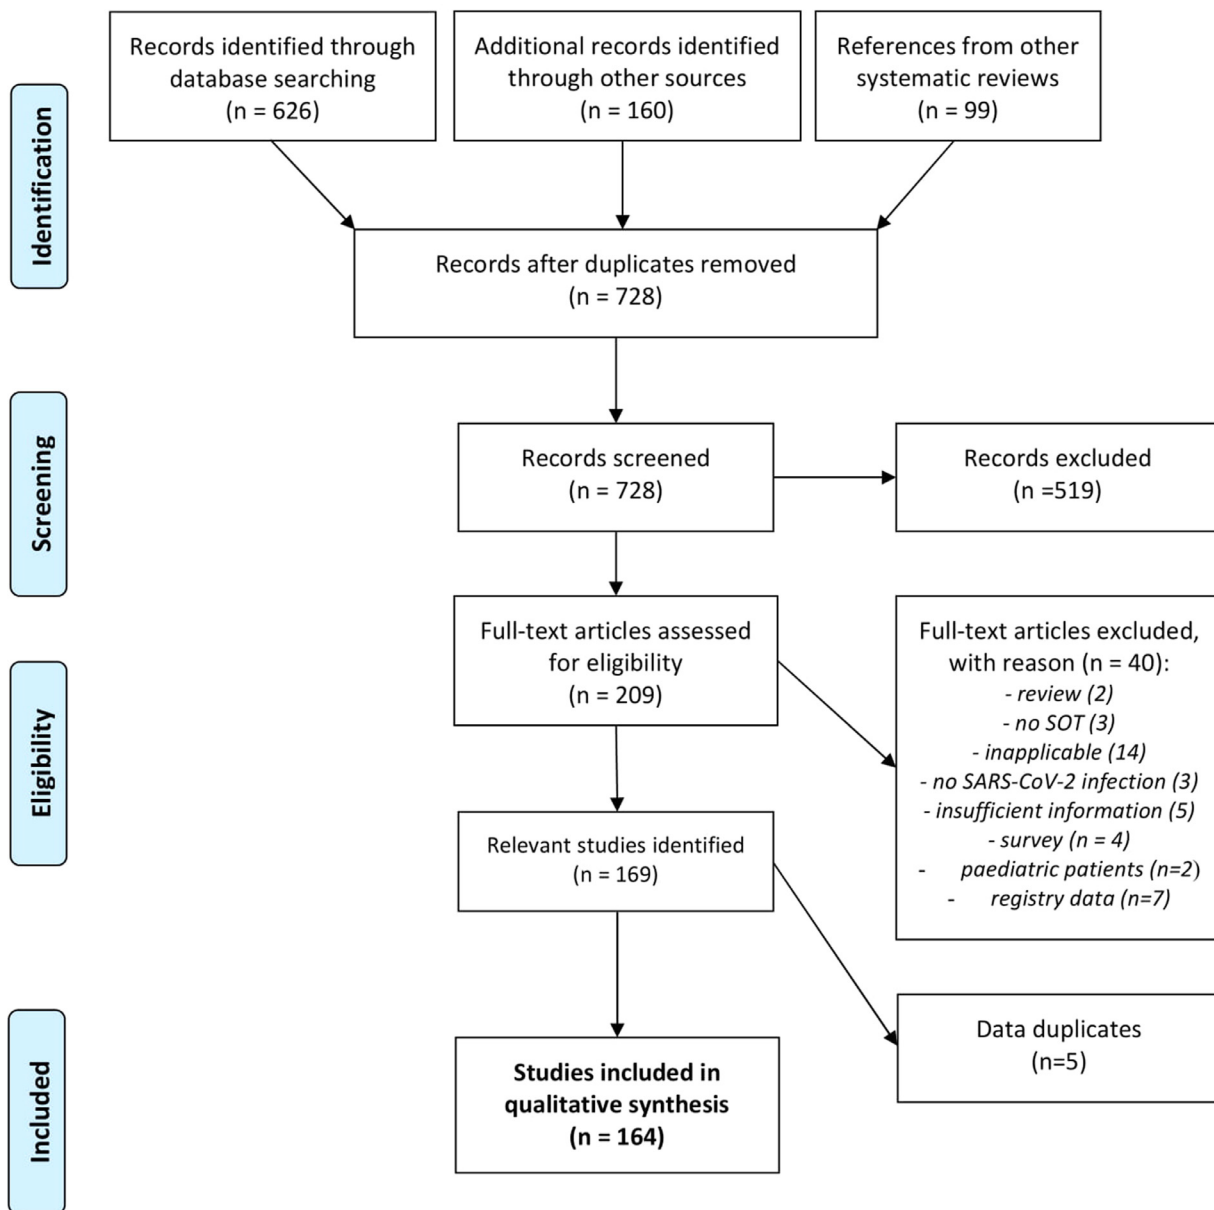 Identification
Records identified through
database searching
(n = 626)
Additional records identified
through other sources
(n = 160)
References from other
systematic reviews
(n = 99)
Records after duplicates removed
(n = 728)
Screening
Records screened
(n = 728)
Records excluded
(n =519)
Eligibility
Full-text articles assessed
for eligibility
(n = 209)
Full-text articles excluded,
with reason (n = 40):
- review (2)
- no SOT (3)
- inapplicable (14)
- no SARS-CoV-2 infection (3)
- insufficient information (5)
- survey (n = 4)
- paediatric patients (n=2)
- registry data (n=7)
Relevant studies identified
(n = 169)
Data duplicates
(n=5)
Included
Studies included in
qualitative synthesis
(n = 164)